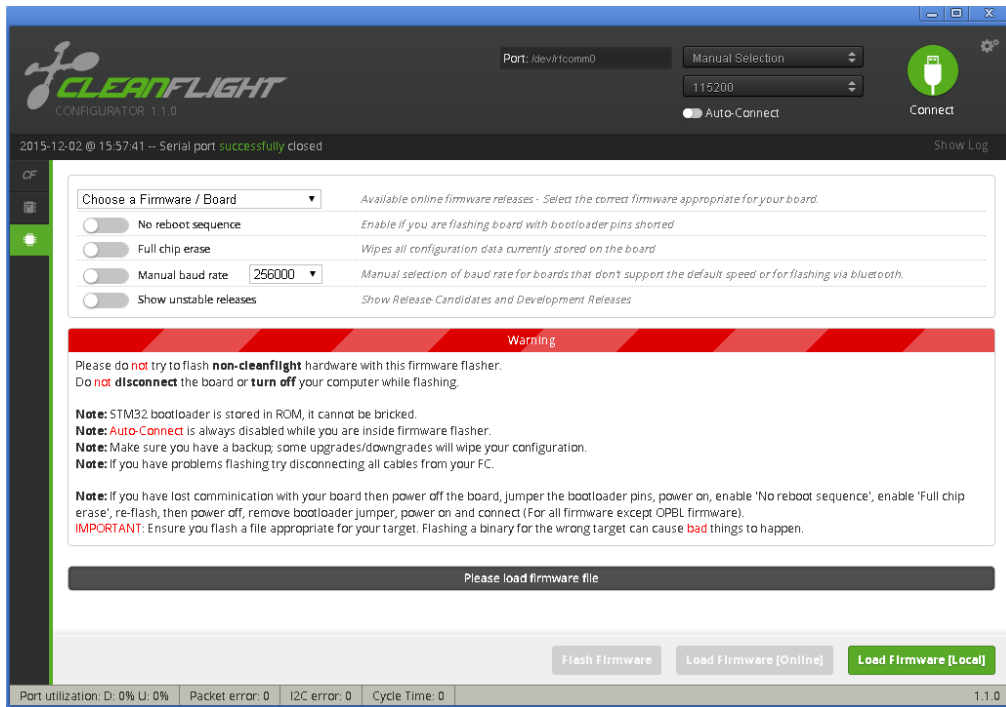 Port: /dev/rfcomm0
Manual Selection
115200
Auto-Connect
Connect
CLEANFLIGHT
CONFIGURATOR 1.1.0
2015-12-02 @ 15:57:41 -- Serial port successfully closed
Show Log
CF
Choose a Firmware / Board
Available online firmware releases - Select the correct firmware appropriate for your board.
No reboot sequence
Enable if you are flashing board with bootloader pins shorted
Full chip erase
Wipes all configuration data currently stored on the board
Manual baud rate 256000
Manual selection of baud rate for boards that don't support the default speed or for flashing via bluetooth.
Show unstable releases
Show Release-Candidates and Development Releases
Warning
Please do not try to flash non-cleanflight hardware with this firmware flasher.
Do not disconnect the board or turn off your computer while flashing.
Note: STM32 bootloader is stored in ROM, it cannot be bricked.
Note: Auto-Connect is always disabled while you are inside firmware flasher.
Note: Make sure you have a backup; some upgrades/downgrades will wipe your configuration.
Note: If you have problems flashing try disconnecting all cables from your FC.
Note: If you have lost comminication with your board then power off the board, jumper the bootloader pins, power on, enable 'No reboot sequence', enable 'Full chip
erase', re-flash, then power off, remove bootloader jumper, power on and connect (For all firmware except OPBL firmware).
IMPORTANT: Ensure you flash a file appropriate for your target. Flashing a binary for the wrong target can cause bad things to happen.
Please load firmware file
Flash Firmware
Load Firmware [Online]
Load Firmware [Local]
Port utilization: D: 0% U: 0%
Packet error: 0
I2C error: 0
Cycle Time: 0
1.1.0